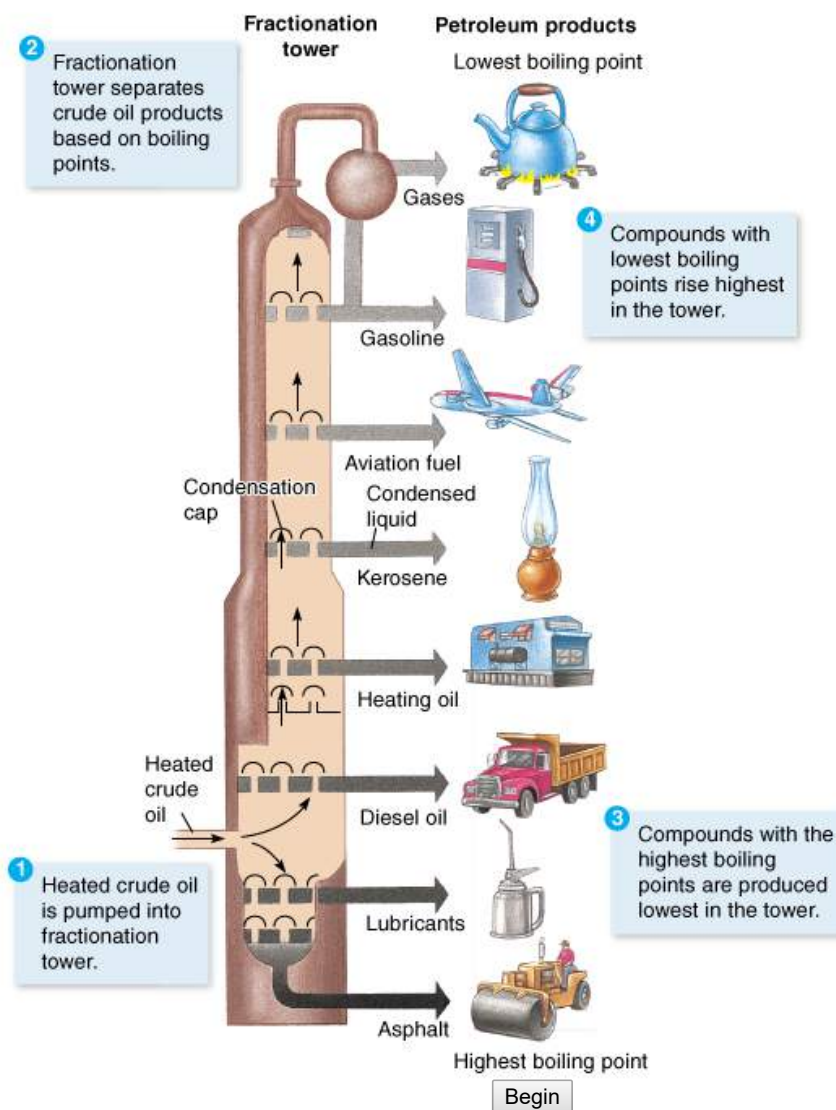 Fractionation
tower
Petroleum products
Lowest boiling point
2
Fractionation
tower separates
crude oil products
based on boiling
points.
Gases
4
Compounds with
lowest boiling
points rise highest
in the tower.
Gasoline
Aviation fuel
Condensation
cap
Condensed
liquid
Kerosene
Heating oil
Heated
crude
oil
Diesel oil
3
Compounds with the
highest boiling
points are produced
lowest in the tower.
1
Heated crude oil
is pumped into
fractionation
tower.
Lubricants
Asphalt
Highest boiling point
Begin